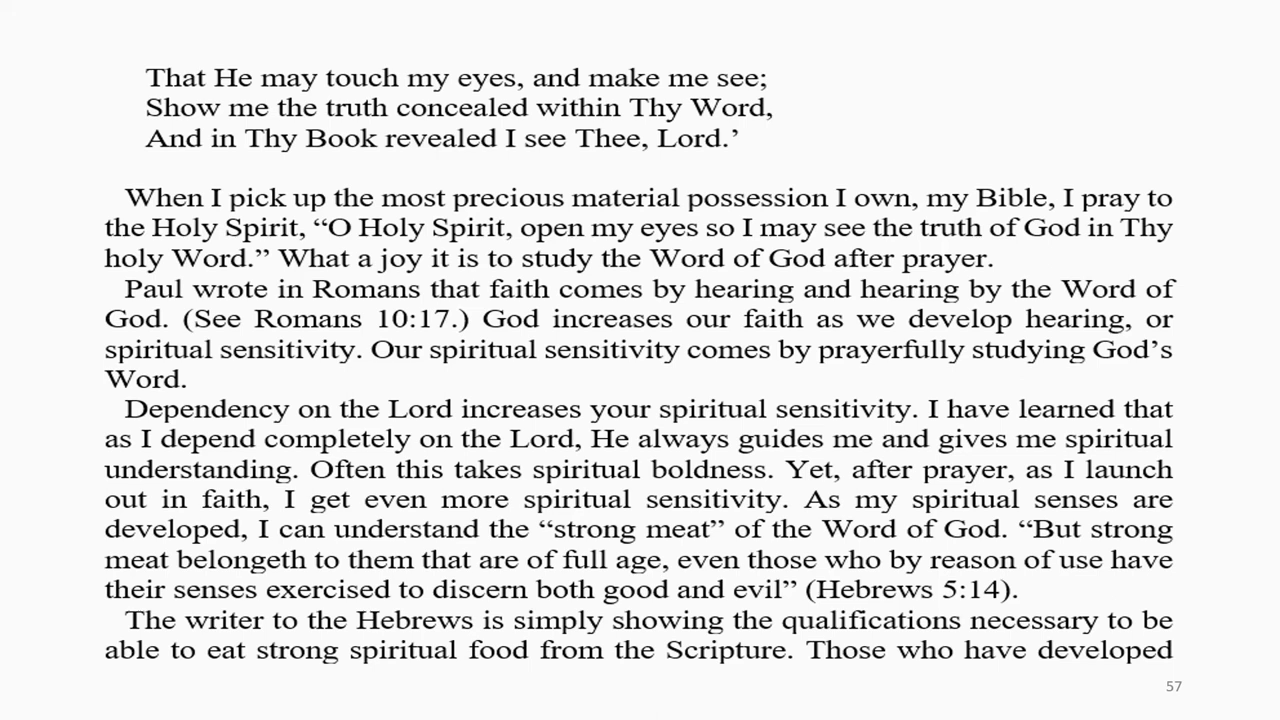 That He may touch my eyes, and make me see;
Show me the truth concealed within Thy Word,
And in Thy Book revealed I see Thee, Lord.’
When I pick up the most precious material possession I own, my Bible, I pray to
the Holy Spirit, “O Holy Spirit, open my eyes so I may see the truth of God in Thy
holy Word.” What a joy it is to study the Word of God after prayer.
Paul wrote in Romans that faith comes by hearing and hearing by the Word of
God. (See Romans 10:17.) God increases our faith as we develop hearing, or
spiritual sensitivity. Our spiritual sensitivity comes by prayerfully studying God’s
Word.
Dependency on the Lord increases your spiritual sensitivity. I have learned that
as I depend completely on the Lord, He always guides me and gives me spiritual
understanding. Often this takes spiritual boldness. Yet, after prayer, as I launch
out in faith, I get even more spiritual sensitivity. As my spiritual senses are
developed, I can understand the “strong meat” of the Word of God. “But strong
meat belongeth to them that are of full age, even those who by reason of use have
their senses exercised to discern both good and evil” (Hebrews 5:14).
The writer to the Hebrews is simply showing the qualifications necessary to be
able to eat strong spiritual food from the Scripture. Those who have developed
57